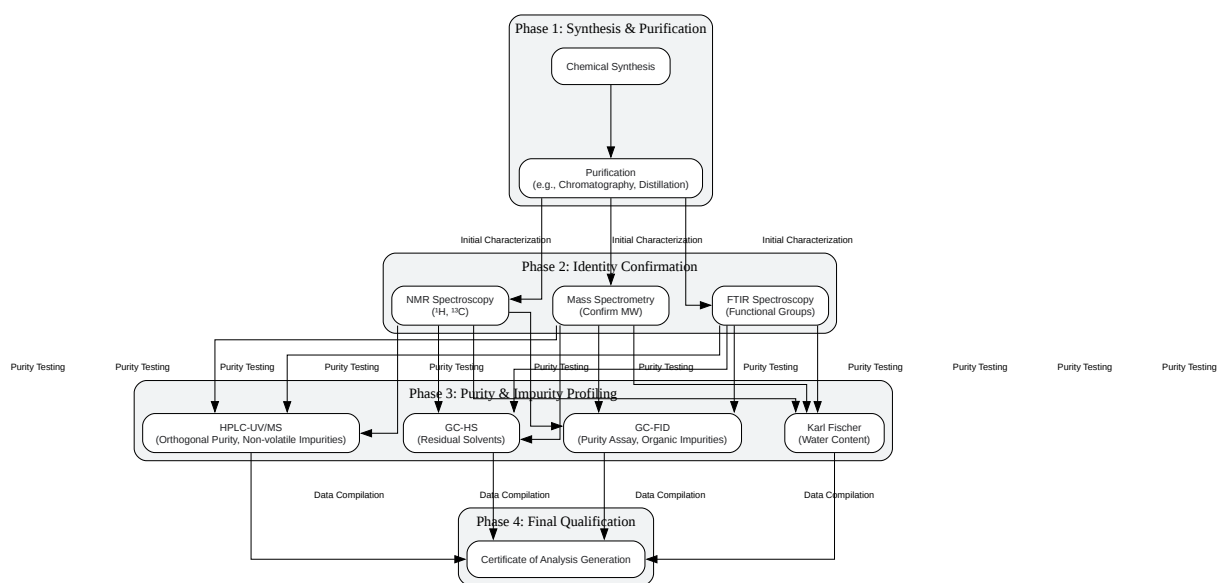 Phase 1: Synthesis & Purification
Chemical Synthesis
Purification
(e.g., Chromatography, Distillation)
Initial Characterization
Initial Characterization
Initial Characterization
Phase 2: Identity Confirmation
NMR Spectroscopy
(¹H, ¹³C)
Mass Spectrometry
(Confirm MW)
FTIR Spectroscopy
(Functional Groups)
Purity Testing
Purity Testing
Purity Testing
Purity Testing
Purity Testing
Purity Testing
Purity Testing
Purity Testing
Purity Testing
Purity Testing
Purity Testing
Purity Testing
Phase 3: Purity & Impurity Profiling
HPLC-UV/MS
(Orthogonal Purity, Non-volatile Impurities)
GC-HS
(Residual Solvents)
GC-FID
(Purity Assay, Organic Impurities)
Karl Fischer
(Water Content)
Data Compilation
Data Compilation
Data Compilation
Data Compilation
Phase 4: Final Qualification
Certificate of Analysis Generation